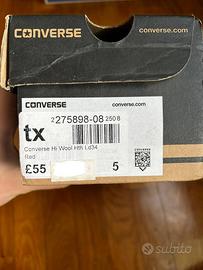 CONVERSE converse.com
CONVERSE converse.com
tx 2 275898-08 2508
Converse Hi Wool Hth Ld34
Red
£55 5
subito